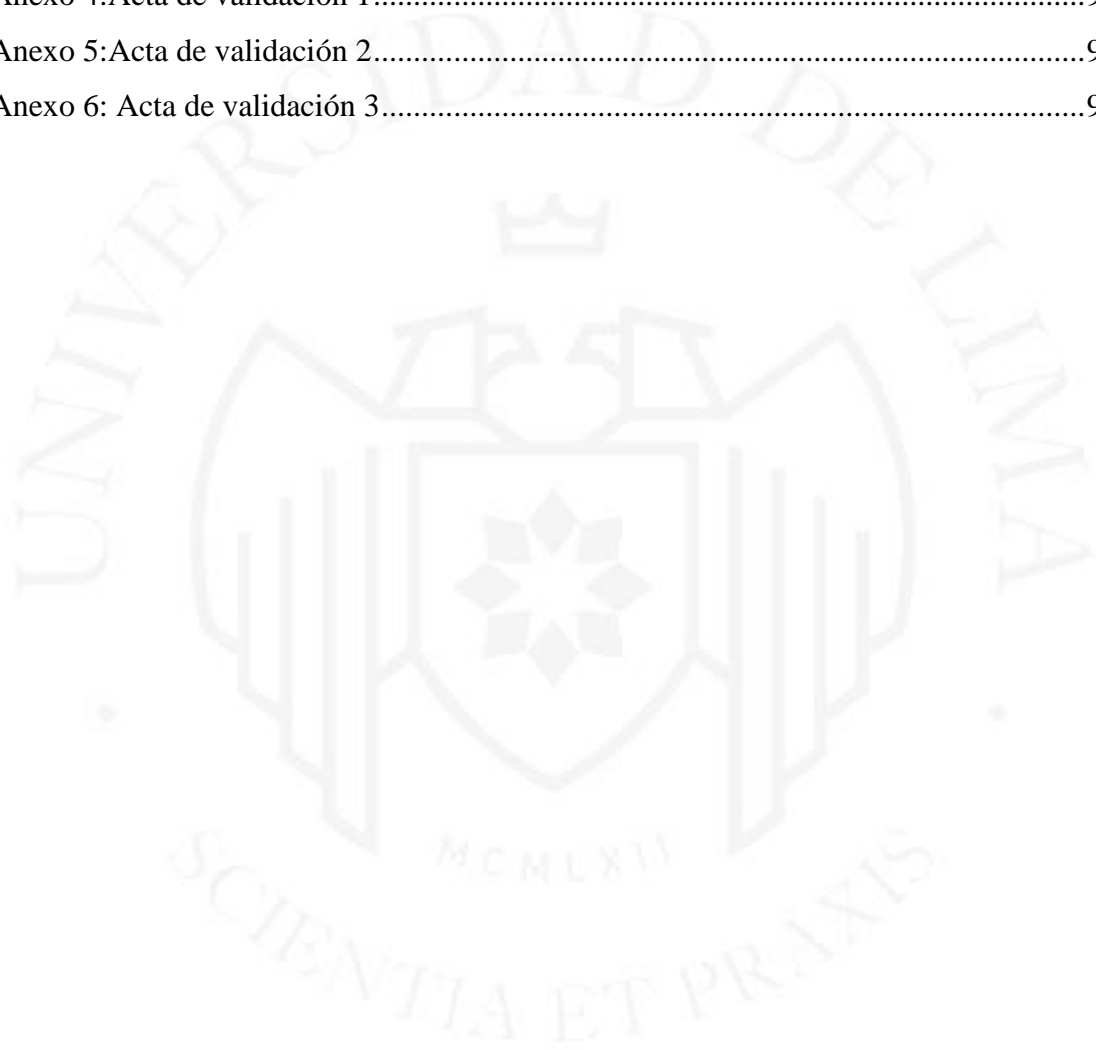 Anexo 4:Acta de validación 1..........................................................................................9
Anexo 5:Acta de validación 2..........................................................................................9
Anexo 6: Acta de validación 3.........................................................................................9
UNIVERSIDAD DE LIMA
MCMLXII
SCIENTIA ET PRAXIS